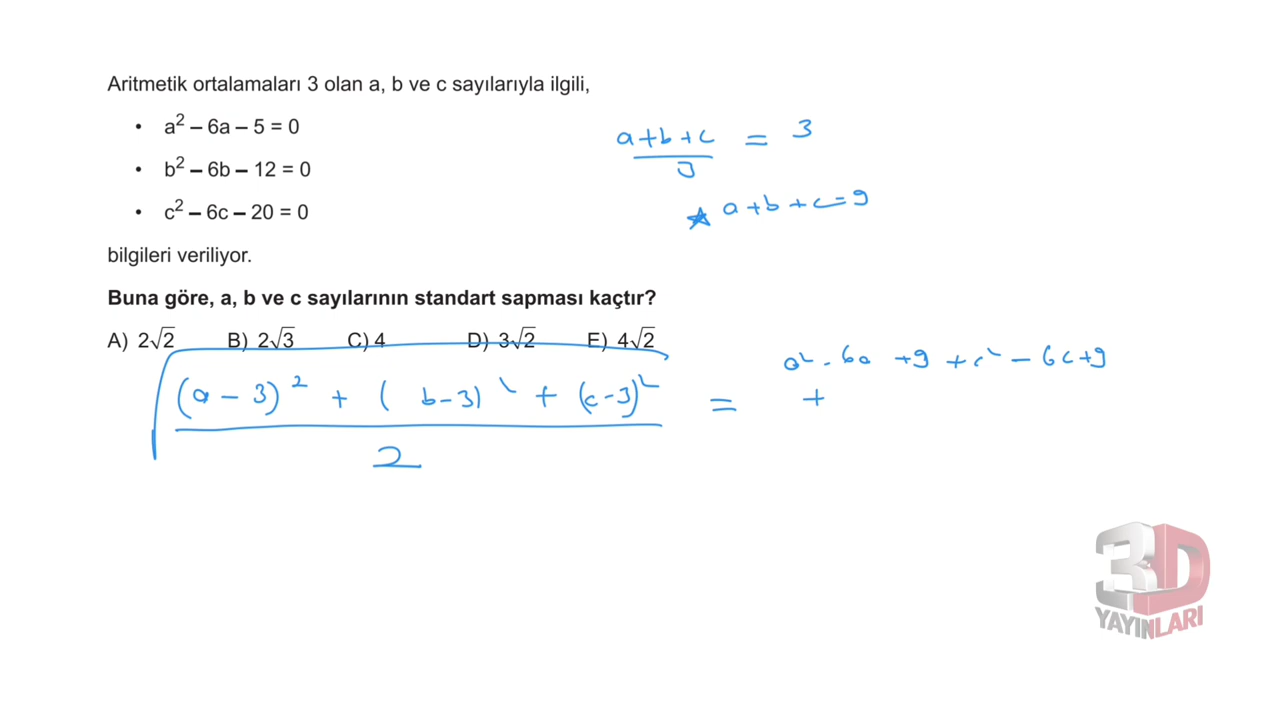 Aritmetik ortalamaları 3 olan a, b ve c sayılarıyla ilgili,
• a² – 6a – 5 = 0
• b² – 6b – 12 = 0
• c² – 6c – 20 = 0
bilgileri veriliyor.
Buna göre, a, b ve c sayılarının standart sapması kaçtır?
A) 2√2 B) 2√3 C) 4 D) 3√2 E) 4√2
a+b+c
3
= 3
a+b+c=9
(a-3)² + (b-3)² + (c-3)²
2
=
a² - 6a +9 + c² - 6c+9
+
3D
YAYINLARI